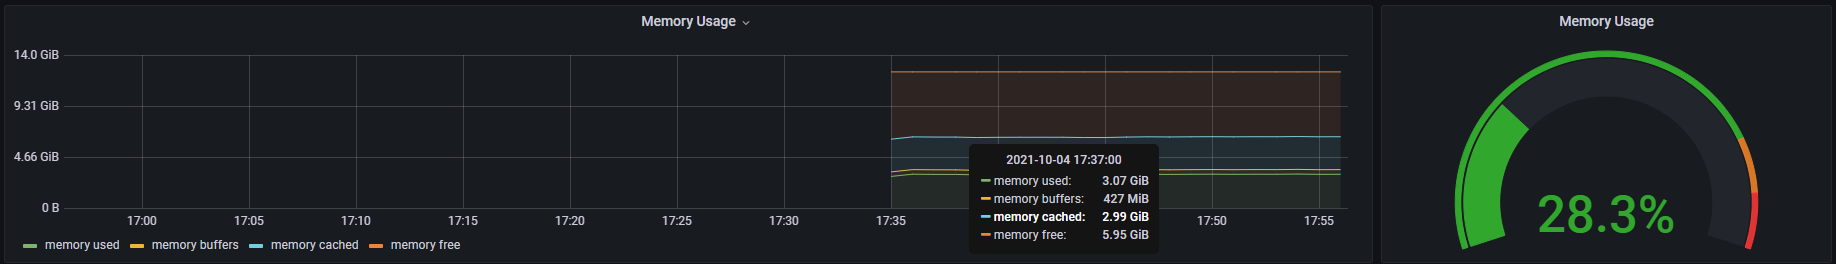 Memory Usage
14.0 GiB
9.31 GiB
4.66 GiB
0 B
17:00 17:05 17:10 17:15 17:20 17:25 17:30 17:35 17:50 17:55
2021-10-04 17:37:00
memory used: 3.07 GiB
memory buffers: 427 MiB
memory cached: 2.99 GiB
memory free: 5.95 GiB
memory used memory buffers memory cached memory free
Memory Usage
28.3%